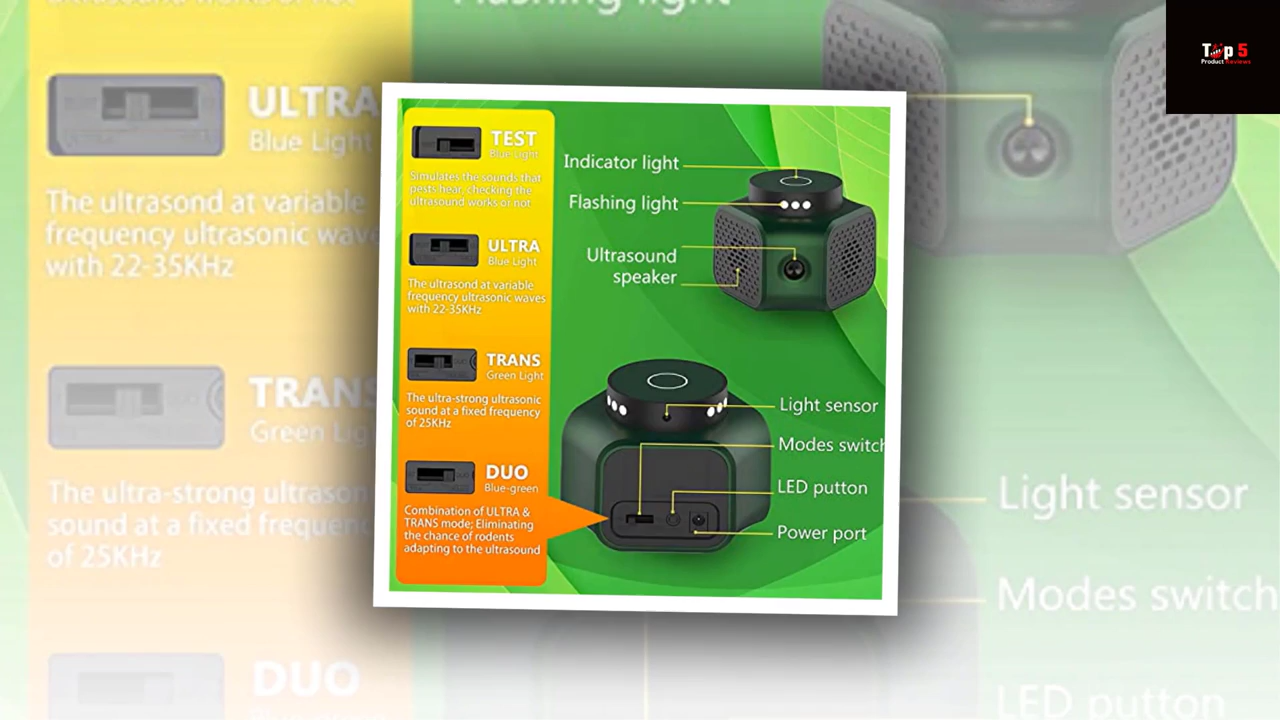 Flashing light
Top 5
Product Reviews
ULTRA
Blue Light
The ultrasond at variable
frequency ultrasonic wave
with 22-35KHz
TRANS
Green Lig
The ultra-strong ultrason
sound at a fixed frequenc
of 25KHz
DUO
Light sensor
Modes switch
LED putton
TEST
Blue Light
Simulates the sounds that
pests hear, checking the
ultrasound works or not
ULTRA
Blue Light
The ultrasond at variable
frequency ultrasonic waves
with 22-35KHz
TRANS
Green Light
The ultra-strong ultrasonic
sound at a fixed frequency
of 25KHz
DUO
Blue-green
Combination of ULTRA &
TRANS mode; Eliminating
the chance of rodents
adapting to the ultrasound
Indicator light
Flashing light
Ultrasound
speaker
Light sensor
Modes switch
LED putton
Power port